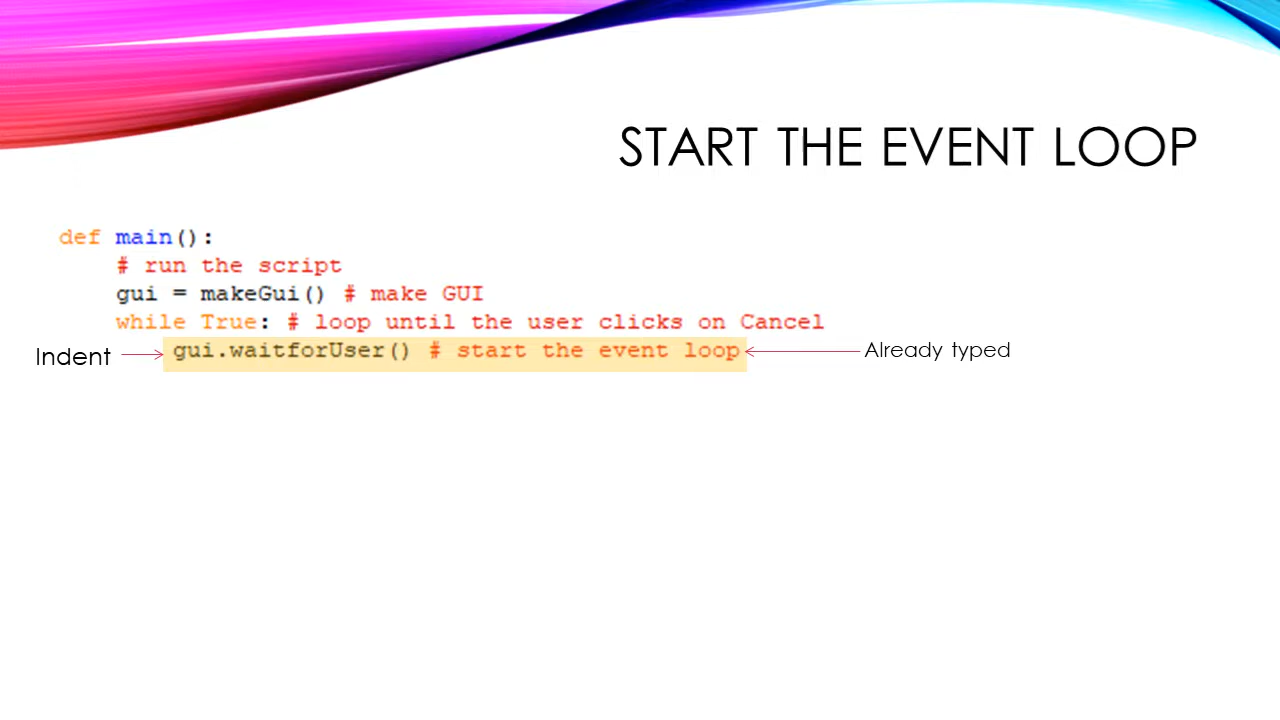 START THE EVENT LOOP
def main():
# run the script
gui = makeGui() # make GUI
while True: # loop until the user clicks on Cancel
Indent
gui.waitforUser() # start the event loop
Already typed